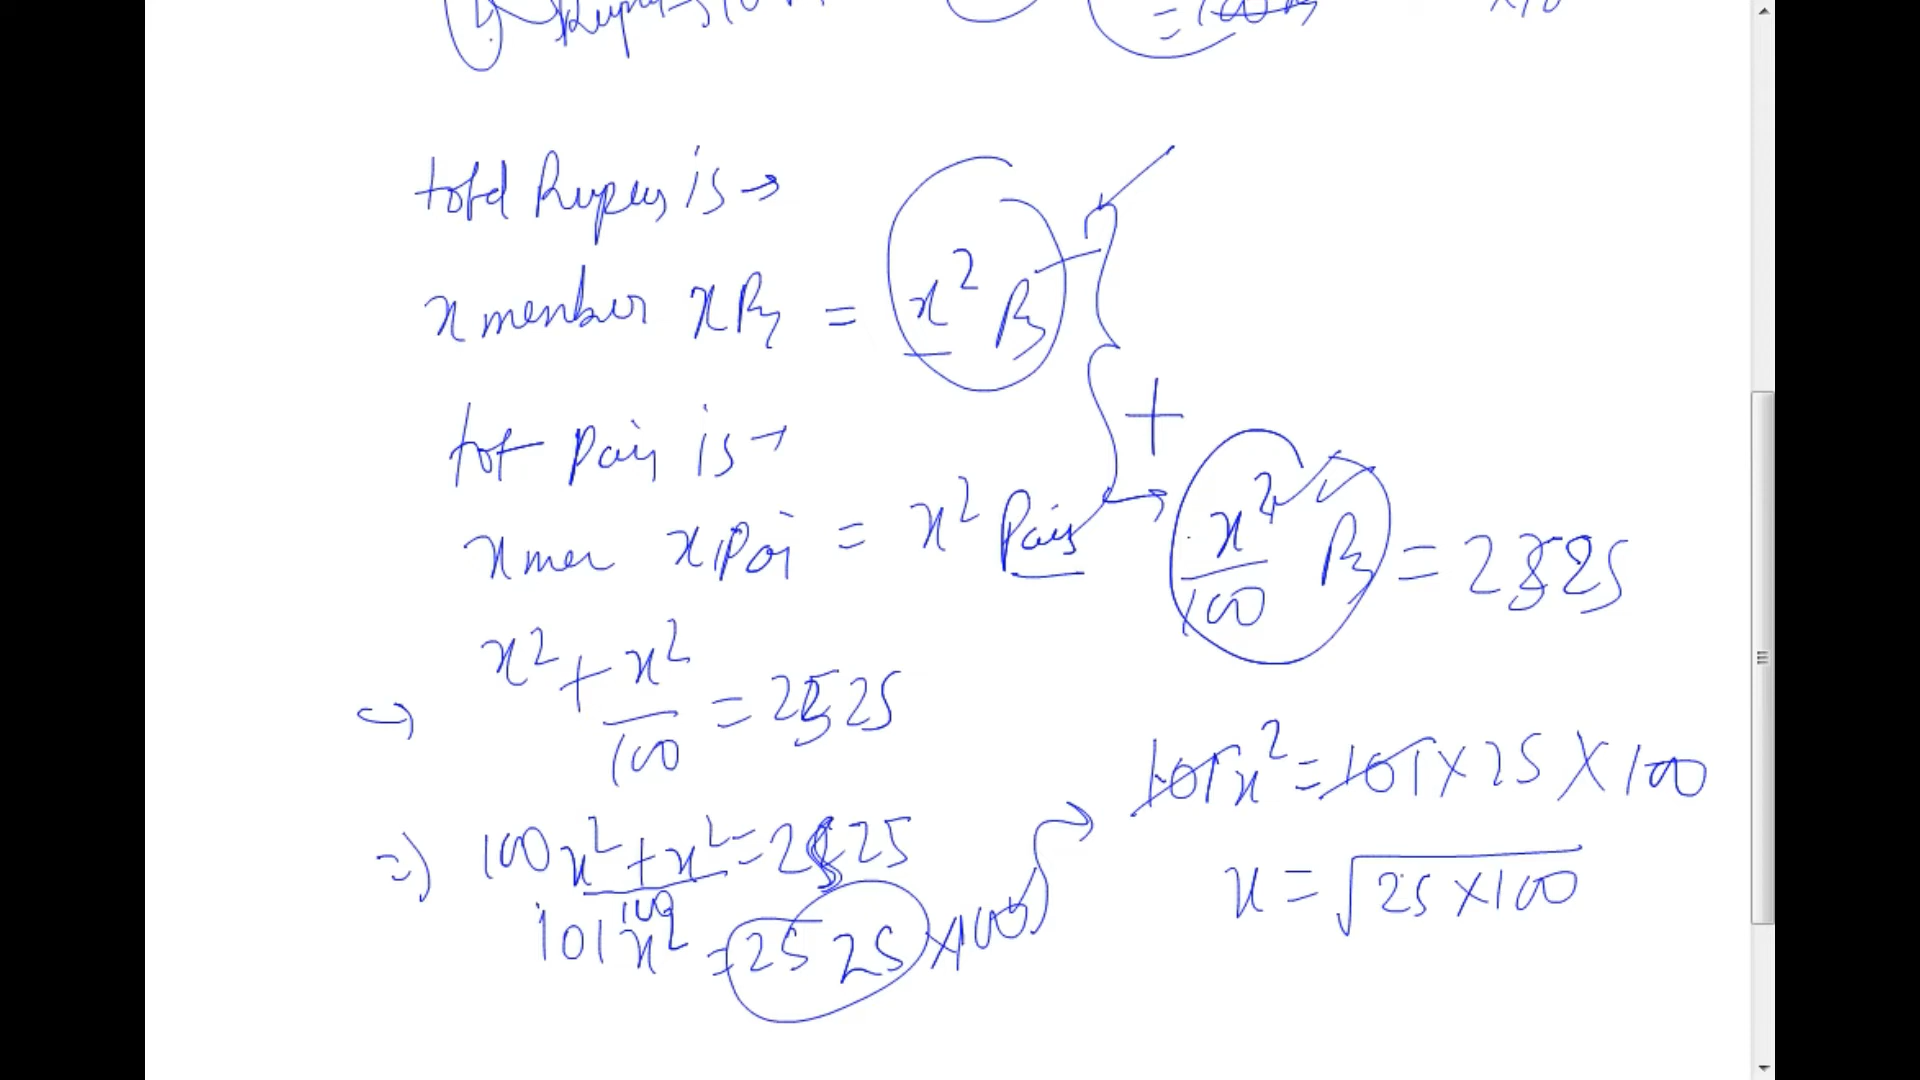 total Rupees is →
x member x Rs = x² Rs
+
tot Pais is →
x mem x Pai = x² Pais → x²/100 Rs = 2525
x² + x²/100 = 2525
=> 100x² + x²/100 = 2525
101x² = 2525 × 100
101x² = 101 × 25 × 100
x = √25 × 100